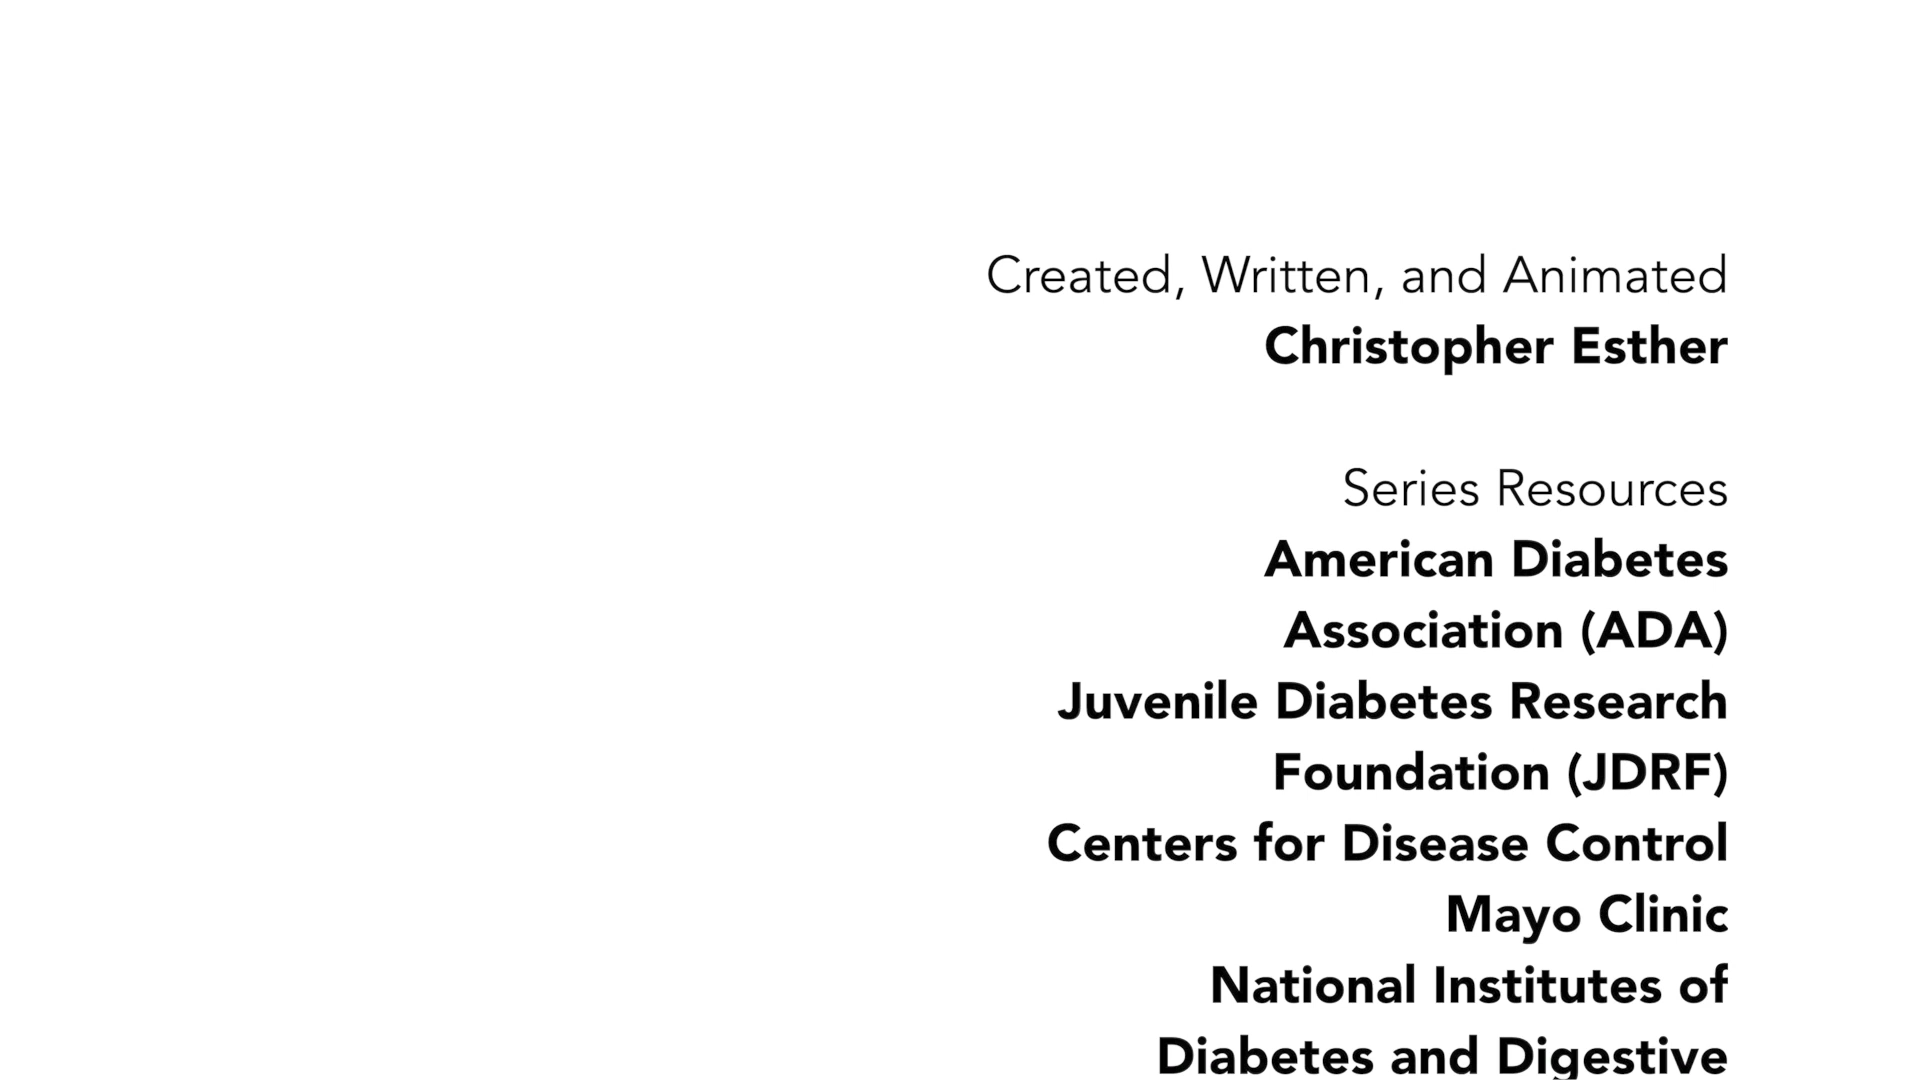 Created, Written, and Animated
Christopher Esther
Series Resources
American Diabetes
Association (ADA)
Juvenile Diabetes Research
Foundation (JDRF)
Centers for Disease Control
Mayo Clinic
National Institutes of
Diabetes and Digestive